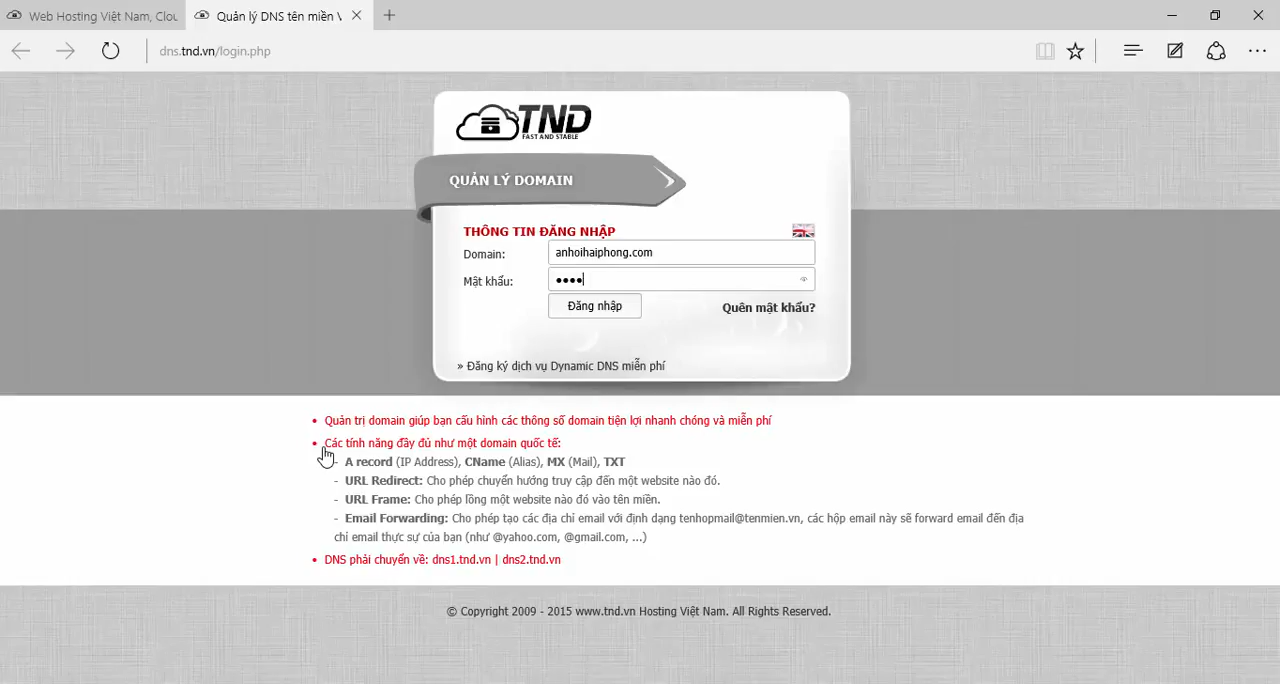 Web Hosting Việt Nam, Clou
Quản lý DNS tên miền V
dns.tnd.vn/login.php
TND
FAST AND STABLE
QUẢN LÝ DOMAIN
THÔNG TIN ĐĂNG NHẬP
Domain: anhoihaiphong.com
Mật khẩu: ●●●●
Đăng nhập Quên mật khẩu?
» Đăng ký dịch vụ Dynamic DNS miễn phí
• Quản trị domain giúp bạn cấu hình các thông số domain tiện lợi nhanh chóng và miễn phí
• Các tính năng đầy đủ như một domain quốc tế:
- A record (IP Address), CName (Alias), MX (Mail), TXT
- URL Redirect: Cho phép chuyển hướng truy cập đến một website nào đó.
- URL Frame: Cho phép lồng một website nào đó vào tên miền.
- Email Forwarding: Cho phép tạo các địa chỉ email với định dạng tenhopmail@tenmien.vn, các hộp email này sẽ forward email đến địa
chỉ email thực sự của bạn (như @yahoo.com, @gmail.com, ...)
• DNS phải chuyển về: dns1.tnd.vn | dns2.tnd.vn
© Copyright 2009 - 2015 www.tnd.vn Hosting Việt Nam. All Rights Reserved.